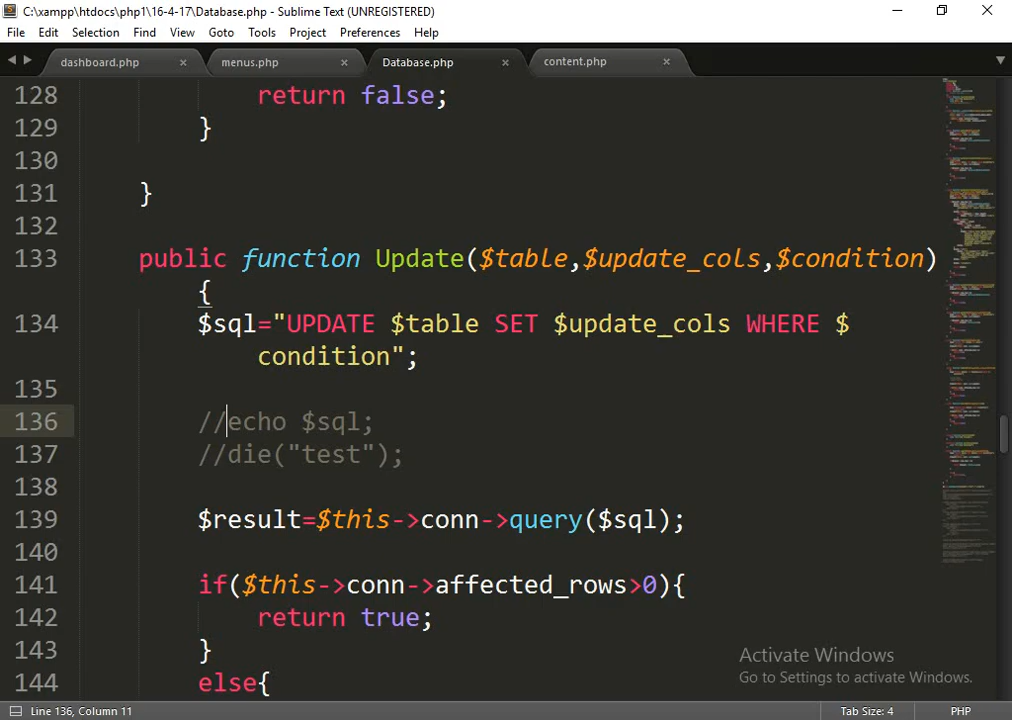 C:\xampp\htdocs\php1\16-4-17\Database.php - Sublime Text (UNREGISTERED)
File Edit Selection Find View Goto Tools Project Preferences Help
dashboard.php × menus.php × Database.php × content.php ×
128 return false;
129 }
130
131 }
132
133 public function Update($table,$update_cols,$condition)
{
134 $sql="UPDATE $table SET $update_cols WHERE $
condition";
135
136 //echo $sql;
137 //die("test");
138
139 $result=$this->conn->query($sql);
140
141 if($this->conn->affected_rows>0){
142 return true;
143 }
144 else{
Activate Windows
Go to Settings to activate Windows.
Line 136, Column 11 Tab Size: 4 PHP